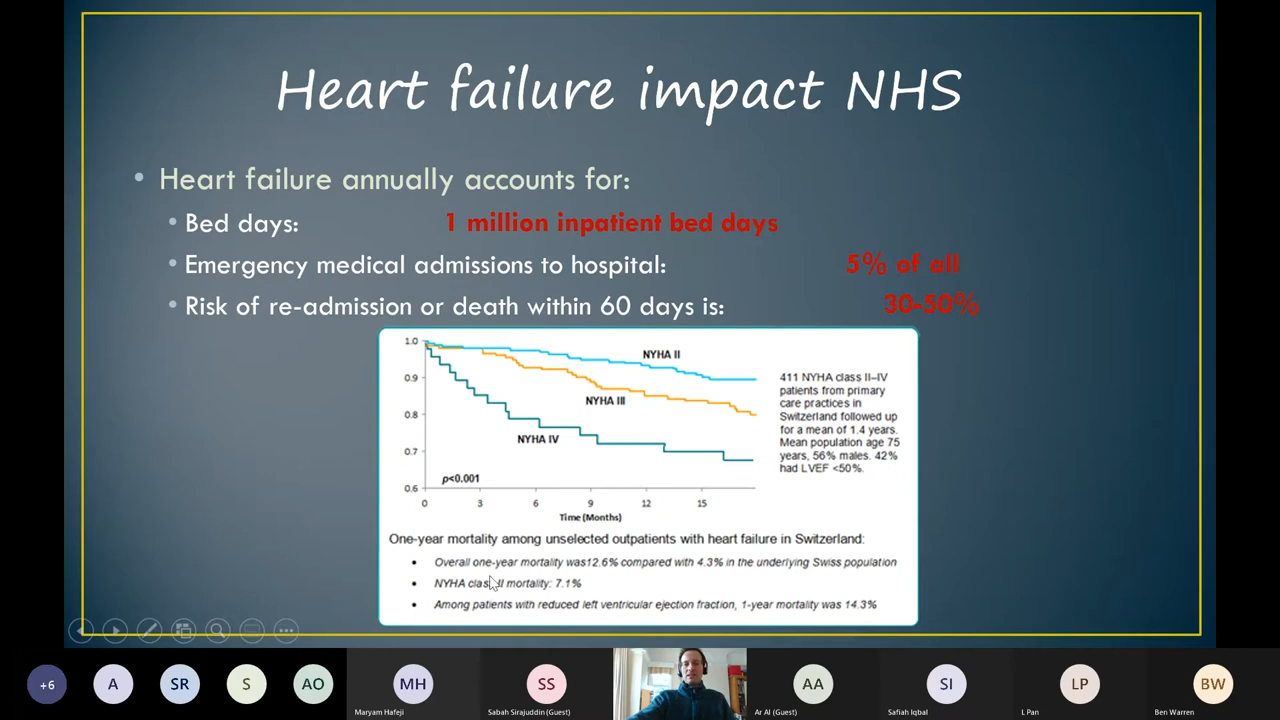 Heart failure impact NHS
• Heart failure annually accounts for:
• Bed days: 1 million inpatient bed days
• Emergency medical admissions to hospital: 5% of all
• Risk of re-admission or death within 60 days is: 30-50%
1.0
0.9
0.8
0.7
0.6
NYHA II
NYHA III
NYHA IV
p<0.001
0 3 6 9 12 15
Time (Months)
411 NYHA class II–IV
patients from primary
care practices in
Switzerland followed up
for a mean of 1.4 years.
Mean population age 75
years, 56% males. 42%
had LVEF <50%.
One-year mortality among unselected outpatients with heart failure in Switzerland:
• Overall one-year mortality was12.6% compared with 4.3% in the underlying Swiss population
• NYHA class II mortality: 7.1%
• Among patients with reduced left ventricular ejection fraction, 1-year mortality was 14.3%
+6 A SR S AO MH SS AA SI LP BW
Maryam Hafeji Sabah Sirajuddin (Guest) Ar Al (Guest) Safiah Iqbal L Pan Ben Warren